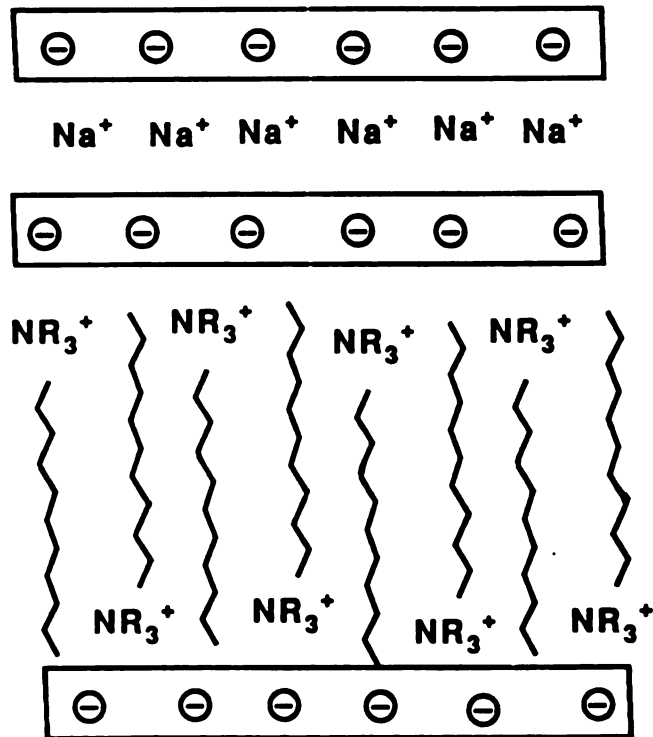 ⊖ ⊖ ⊖ ⊖ ⊖ ⊖
Na⁺ Na⁺ Na⁺ Na⁺ Na⁺ Na⁺
⊖ ⊖ ⊖ ⊖ ⊖ ⊖
NR₃⁺ NR₃⁺ NR₃⁺ NR₃⁺
NR₃⁺ NR₃⁺ NR₃⁺ NR₃⁺
⊖ ⊖ ⊖ ⊖ ⊖ ⊖